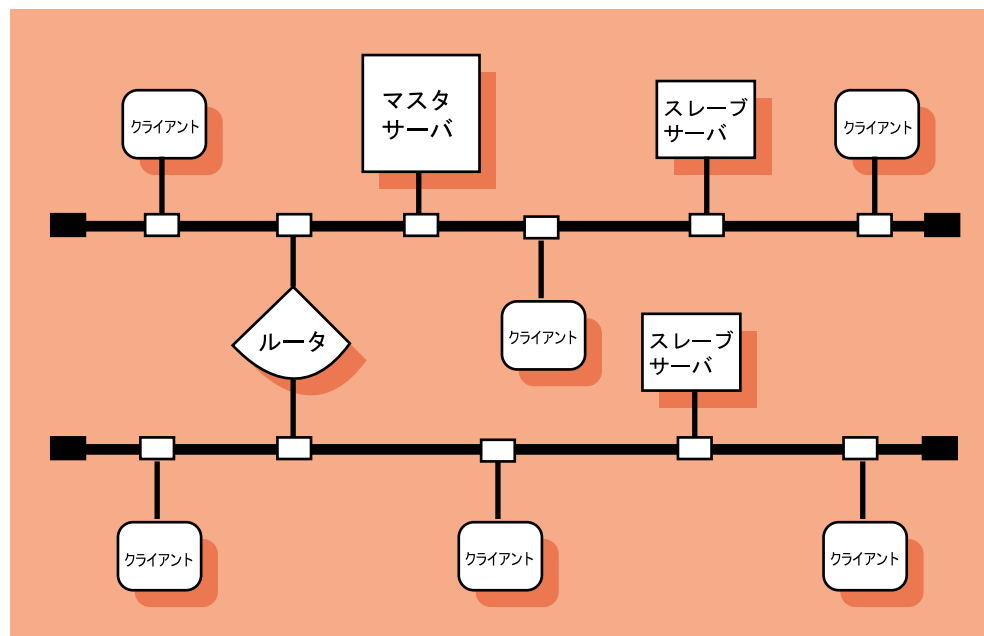 クライアント
マスタ
サーバ
スレーブ
サーバ
クライアント
ルータ
クライアント
スレーブ
サーバ
クライアント
クライアント
クライアント